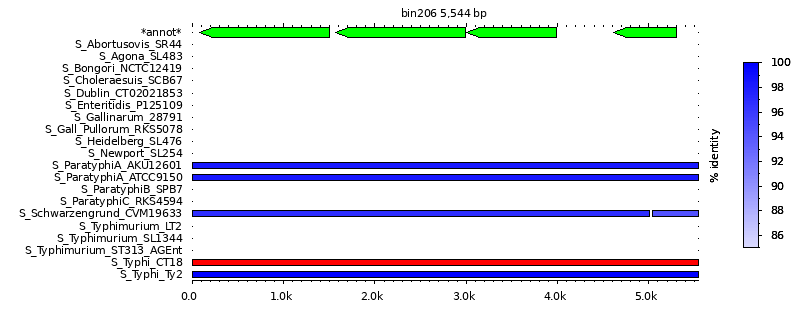 bin206 5,544 bp
*annot*
S_Abortusovis_SR44
S_Agona_SL483
S_Bongori_NCTC12419
S_Choleraesuis_SCB67
S_Dublin_CT02021853
S_Enteritidis_P125109
S_Gallinarum_28791
S_Gall_Pullorum_RKS5078
S_Heidelberg_SL476
S_Newport_SL254
S_ParatyphiA_AKU12601
S_ParatyphiA_ATCC9150
S_ParatyphiB_SPB7
S_ParatyphiC_RKS4594
S_Schwarzengrund_CVM19633
S_Typhimurium_LT2
S_Typhimurium_SL1344
S_Typhimurium_ST313_AGEnt
S_Typhi_CT18
S_Typhi_Ty2
0.0 1.0k 2.0k 3.0k 4.0k 5.0k
% identity
100
98
96
94
92
90
88
86